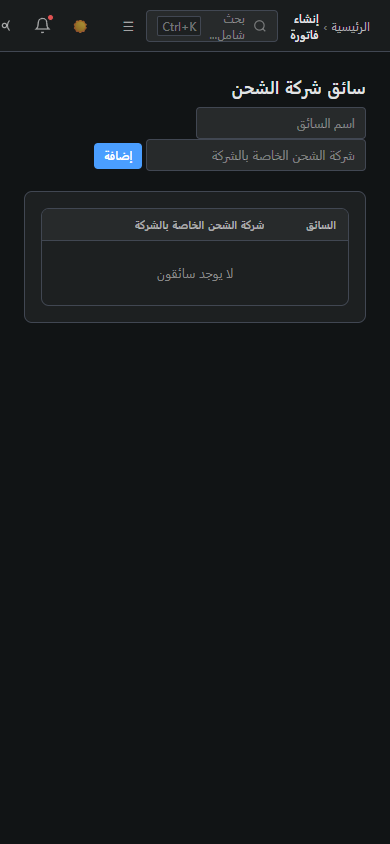 الرئيسية › إنشاء فاتورة
بحث شامل... Ctrl+K
سائق شركة الشحن
اسم السائق
شركة الشحن الخاصة بالشركة
إضافة
السائق شركة الشحن الخاصة بالشركة
لا يوجد سائقون